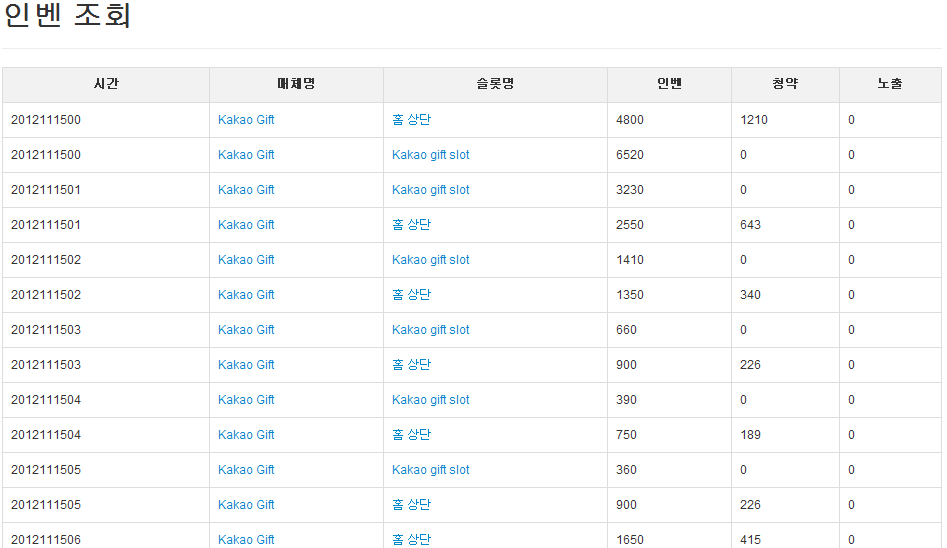 인벤 조회
시간 매체명 슬롯명 인벤 청약 노출
2012111500 Kakao Gift 홈 상단 4800 1210 0
2012111500 Kakao Gift Kakao gift slot 6520 0 0
2012111501 Kakao Gift Kakao gift slot 3230 0 0
2012111501 Kakao Gift 홈 상단 2550 643 0
2012111502 Kakao Gift Kakao gift slot 1410 0 0
2012111502 Kakao Gift 홈 상단 1350 340 0
2012111503 Kakao Gift Kakao gift slot 660 0 0
2012111503 Kakao Gift 홈 상단 900 226 0
2012111504 Kakao Gift Kakao gift slot 390 0 0
2012111504 Kakao Gift 홈 상단 750 189 0
2012111505 Kakao Gift Kakao gift slot 360 0 0
2012111505 Kakao Gift 홈 상단 900 226 0
2012111506 Kakao Gift 홈 상단 1650 415 0